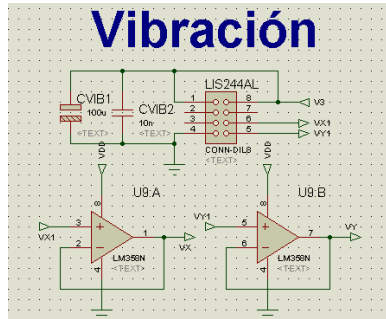 Vibración
LIS244AL
CVIB1
100u
<TEXT>
CVIB2
10n
<TEXT>
1 8
2 7
3 6
4 5
V3
VX1
VY1
CONN-DIL8
<TEXT>
VDD
VDD
U9:A
U9:B
VX1
3
2
8
1
4
VX
LM358N
<TEXT>
VY1
5
6
8
7
4
VY
LM358N
<TEXT>